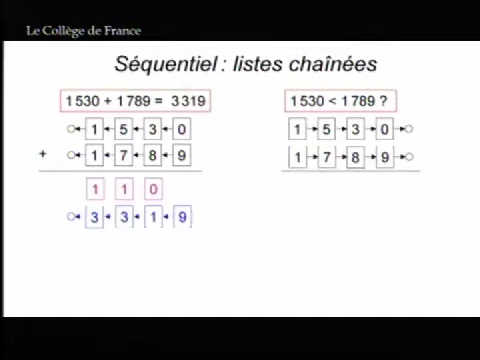 Le Collège de France
Séquentiel : listes chaînées
1 530 + 1 789 = 3 319
1 5 3 0
+ 1 7 8 9
1 1 0
3 3 1 9
1 530 < 1 789 ?
1 5 3 0
1 7 8 9